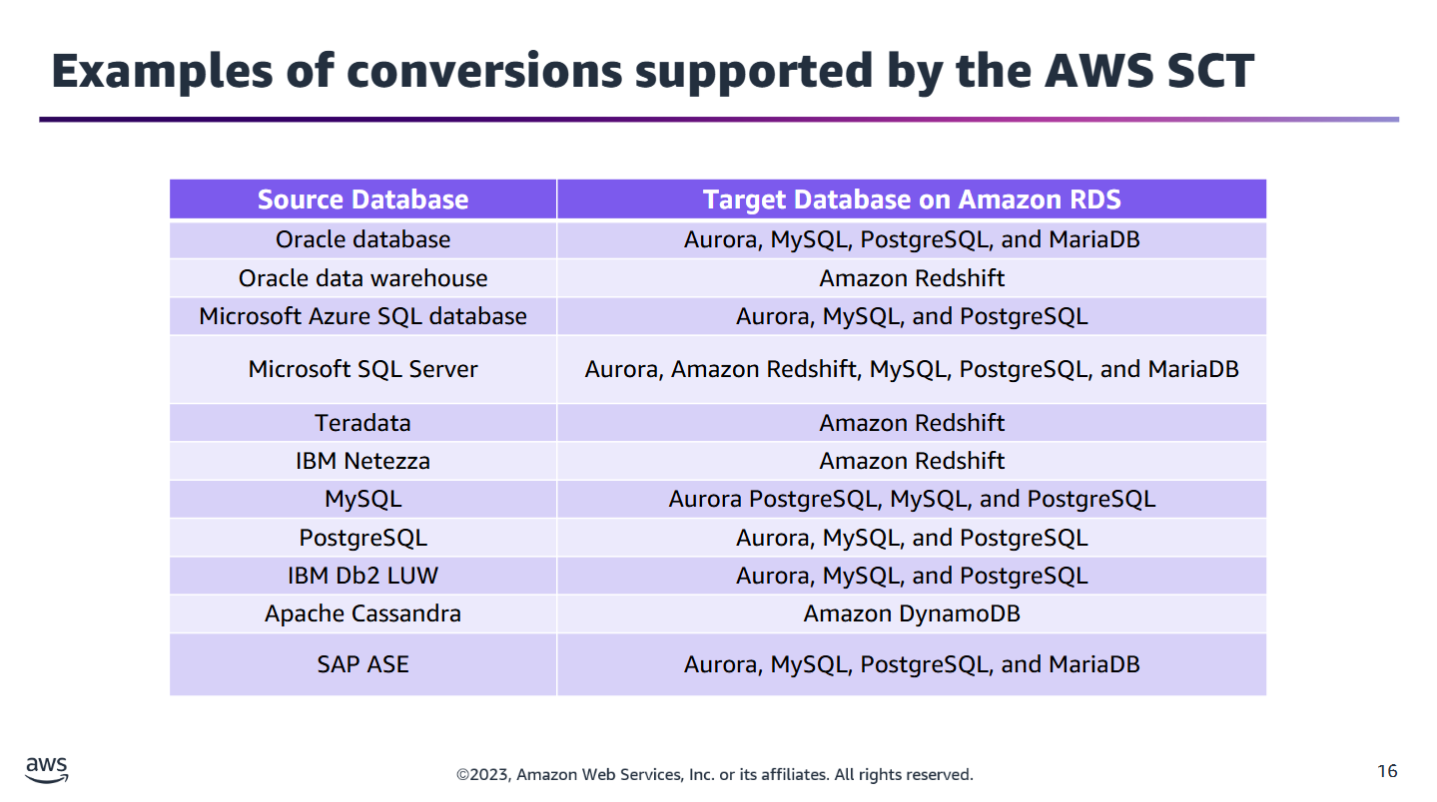 Examples of conversions supported by the AWS SCT
Source Database Target Database on Amazon RDS
Oracle database Aurora, MySQL, PostgreSQL, and MariaDB
Oracle data warehouse Amazon Redshift
Microsoft Azure SQL database Aurora, MySQL, and PostgreSQL
Microsoft SQL Server Aurora, Amazon Redshift, MySQL, PostgreSQL, and MariaDB
Teradata Amazon Redshift
IBM Netezza Amazon Redshift
MySQL Aurora PostgreSQL, MySQL, and PostgreSQL
PostgreSQL Aurora, MySQL, and PostgreSQL
IBM Db2 LUW Aurora, MySQL, and PostgreSQL
Apache Cassandra Amazon DynamoDB
SAP ASE Aurora, MySQL, PostgreSQL, and MariaDB
aws
©2023, Amazon Web Services, Inc. or its affiliates. All rights reserved.
16